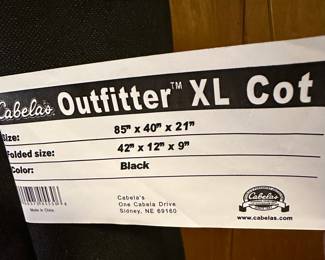 Cabela's Outfitter™ XL Cot
Size: 85" x 40" x 21"
Folded size: 42" x 12" x 9"
Color: Black
Made in China
Cabela's
One Cabela Drive
Sidney, NE 69160
www.cabelas.com